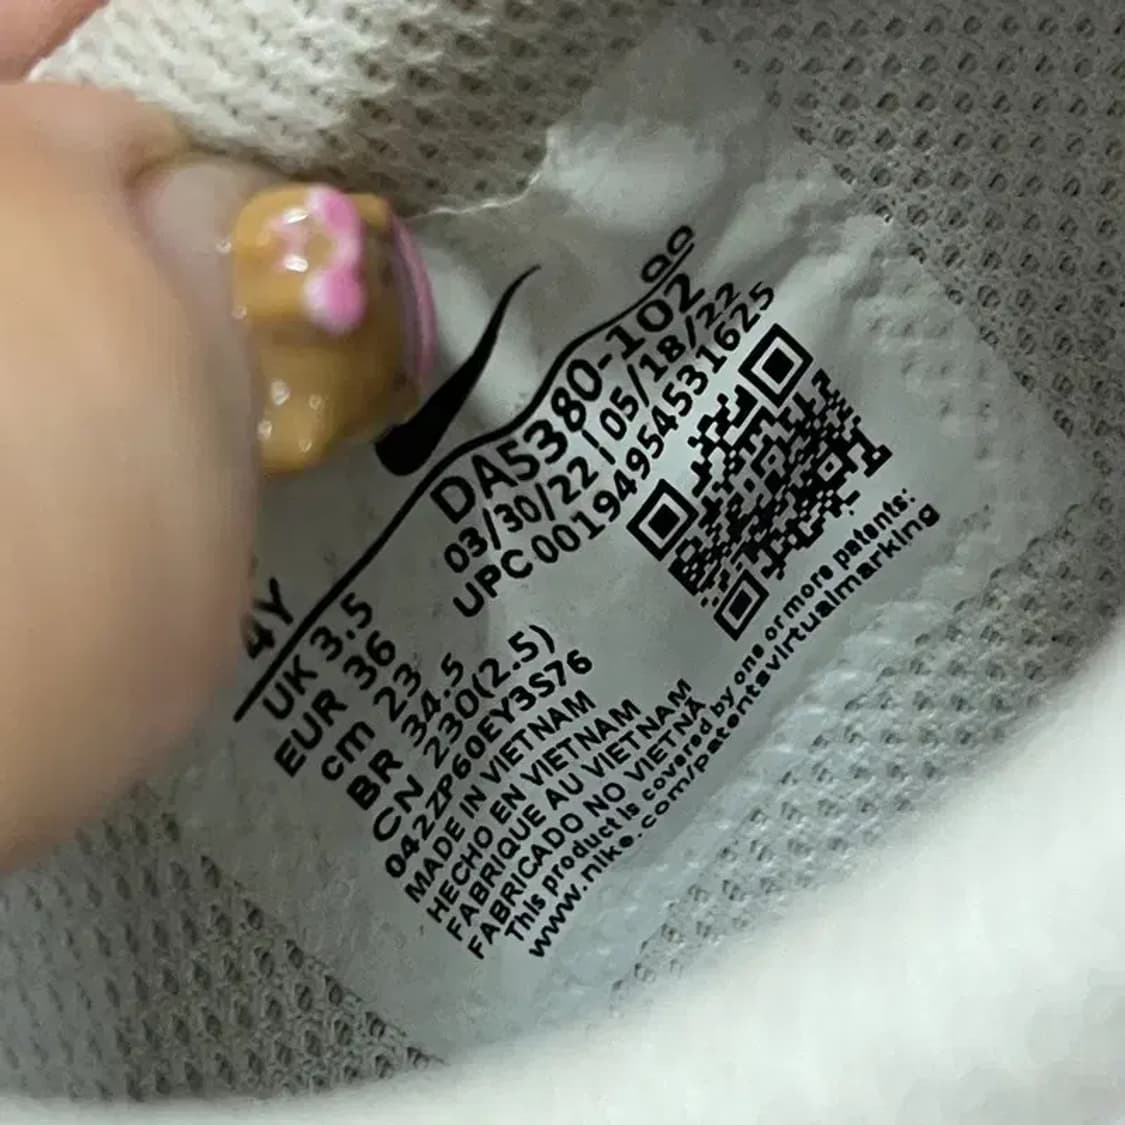 QC
DA5380-102
03/30/22 | 05/18/22
UPC00194954531625
4Y
UK 3.5
EUR 36
cm 23
BR 34.5
CN 230(2.5)
042ZP60EY3S76
MADE IN VIETNAM
HECHO EN VIETNAM
FABRIQUE AU VIETNAM
FABRICADO NO VIETNÃ
This product is covered by one or more patents:
www.nike.com/patentsvirtualmarking